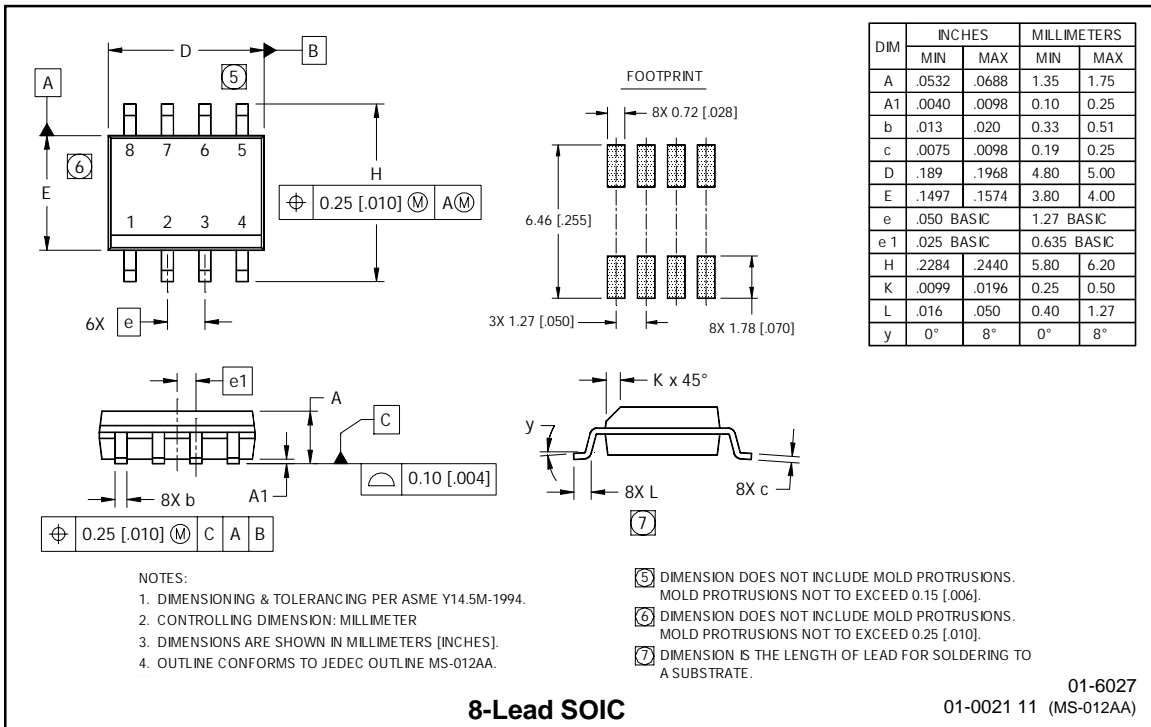 D
B
5
A
8 7 6 5
6
E
H
⌖ 0.25 [.010] Ⓜ A Ⓜ
1 2 3 4
6X e
FOOTPRINT
8X 0.72 [.028]
6.46 [.255]
3X 1.27 [.050]
8X 1.78 [.070]
DIM INCHES MILLIMETERS
MIN MAX MIN MAX
A .0532 .0688 1.35 1.75
A1 .0040 .0098 0.10 0.25
b .013 .020 0.33 0.51
c .0075 .0098 0.19 0.25
D .189 .1968 4.80 5.00
E .1497 .1574 3.80 4.00
e .050 BASIC 1.27 BASIC
e 1 .025 BASIC 0.635 BASIC
H .2284 .2440 5.80 6.20
K .0099 .0196 0.25 0.50
L .016 .050 0.40 1.27
y 0° 8° 0° 8°
e1
A
C
0.10 [.004]
8X b
A1
⌖ 0.25 [.010] Ⓜ C A B
K x 45°
y
8X L
8X c
7
NOTES:
1. DIMENSIONING & TOLERANCING PER ASME Y14.5M-1994.
2. CONTROLLING DIMENSION: MILLIMETER
3. DIMENSIONS ARE SHOWN IN MILLIMETERS [INCHES].
4. OUTLINE CONFORMS TO JEDEC OUTLINE MS-012AA.
5 DIMENSION DOES NOT INCLUDE MOLD PROTRUSIONS.
MOLD PROTRUSIONS NOT TO EXCEED 0.15 [.006].
6 DIMENSION DOES NOT INCLUDE MOLD PROTRUSIONS.
MOLD PROTRUSIONS NOT TO EXCEED 0.25 [.010].
7 DIMENSION IS THE LENGTH OF LEAD FOR SOLDERING TO
A SUBSTRATE.
8-Lead SOIC
01-6027
01-0021 11 (MS-012AA)